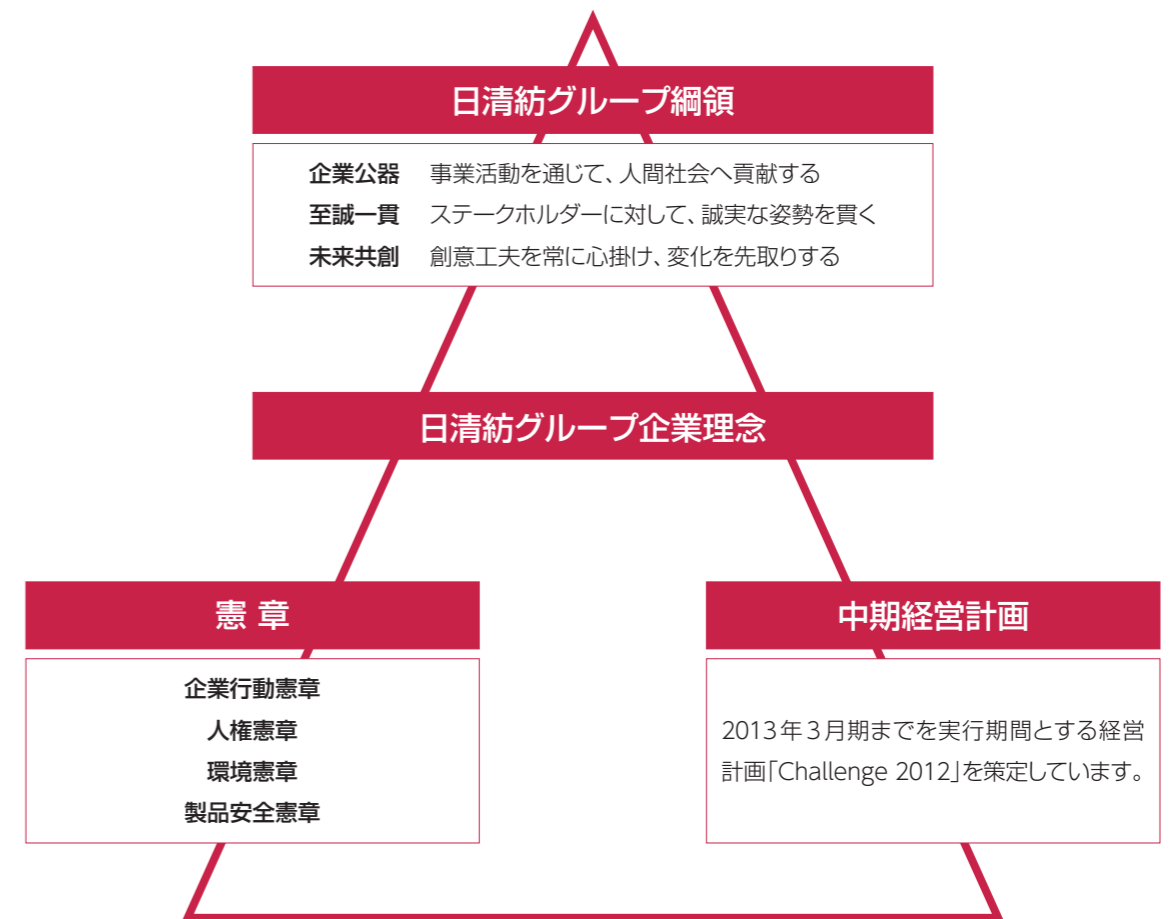 日清紡グループ綱領
企業公器 事業活動を通じて、人間社会へ貢献する
至誠一貫 ステークホルダーに対して、誠実な姿勢を貫く
未来共創 創意工夫を常に心掛け、変化を先取りする
日清紡グループ企業理念
憲 章
企業行動憲章
人権憲章
環境憲章
製品安全憲章
中期経営計画
2013年3月期までを実行期間とする経営
計画「Challenge 2012」を策定しています。